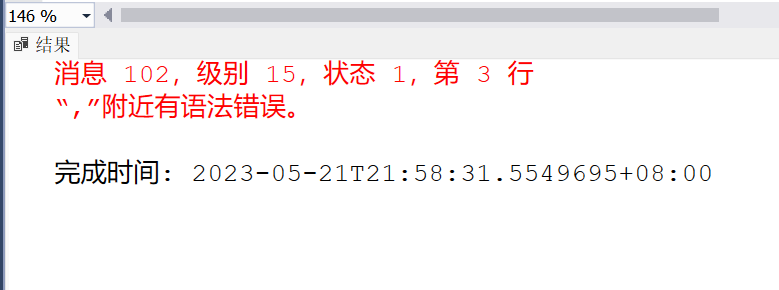 146 %
结果
消息 102，级别 15，状态 1，第 3 行
“,”附近有语法错误。
完成时间: 2023-05-21T21:58:31.5549695+08:00